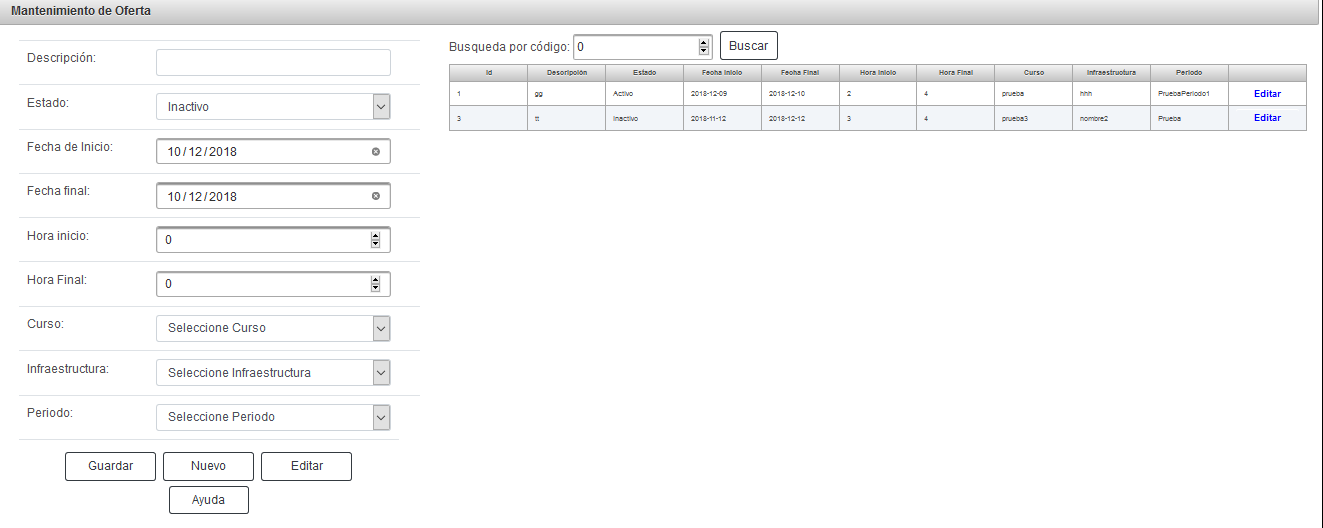 Mantenimiento de Oferta
Descripción:
Estado: Inactivo
Fecha de Inicio: 10/12/2018
Fecha final: 10/12/2018
Hora inicio: 0
Hora Final: 0
Curso: Seleccione Curso
Infraestructura: Seleccione Infraestructura
Periodo: Seleccione Periodo
Guardar Nuevo Editar
Ayuda
Busqueda por código: 0 Buscar
Id Descripción Estado Fecha Inicio Fecha Final Hora Inicio Hora Final Curso Infraestructura Periodo
1 gg Activo 2018-12-09 2018-12-10 2 4 prueba hhh PruebaPeriodo1 Editar
3 tt Inactivo 2018-11-12 2018-12-12 3 4 prueba3 nombre2 Prueba Editar